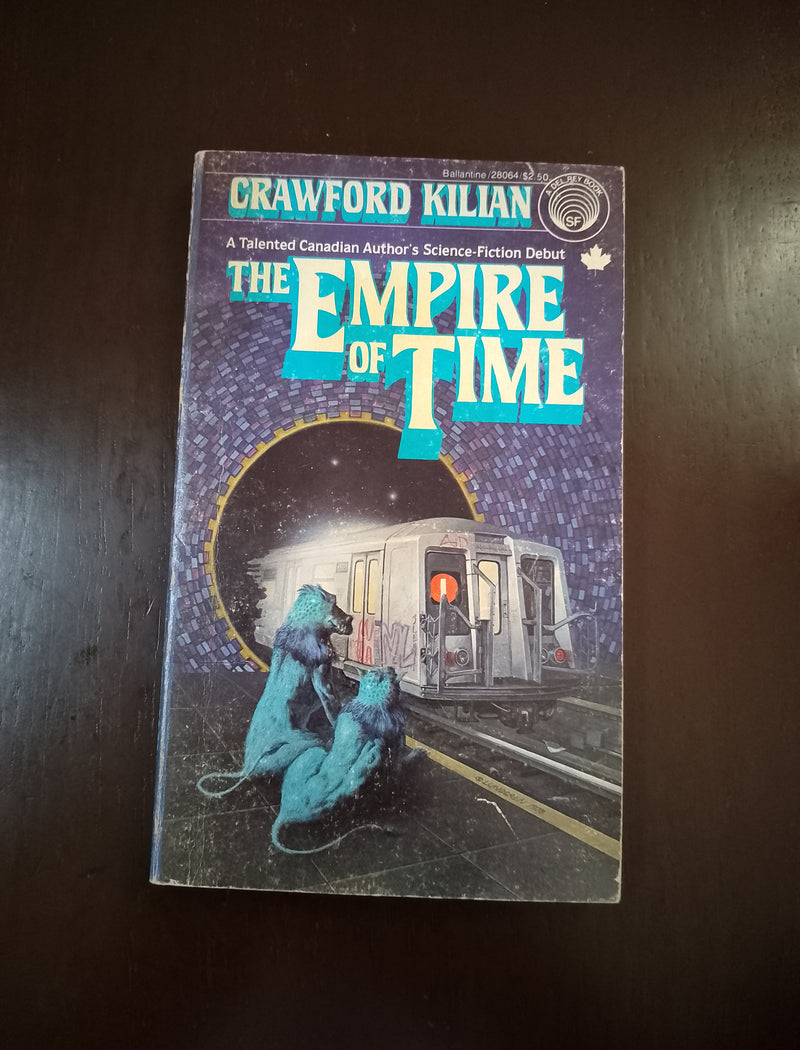 Ballantine/28064/$2.50
CRAWFORD KILIAN
A DEL REY BOOK
SF
A Talented Canadian Author's Science-Fiction Debut
THE EMPIRE
OF TIME